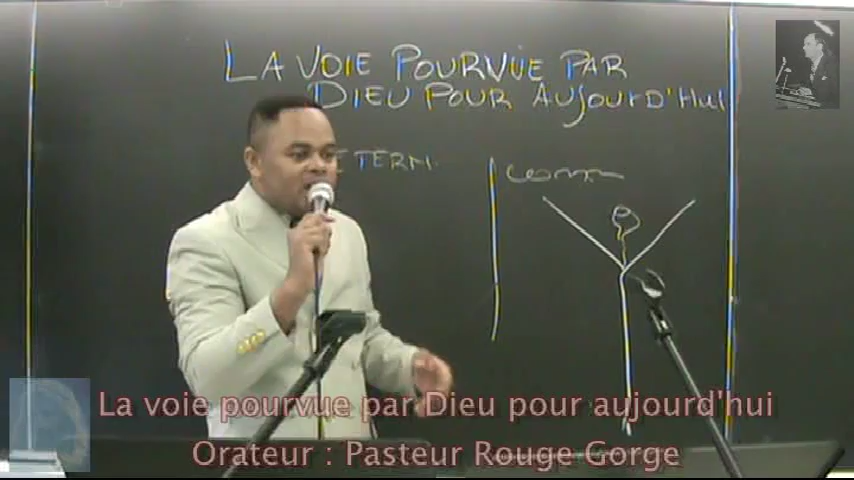 LA VOIE POURVUE PAR
DIEU POUR AUJOURD'HUI
TERM.
La voie pourvue par Dieu pour aujourd'hui
Orateur : Pasteur Rouge Gorge